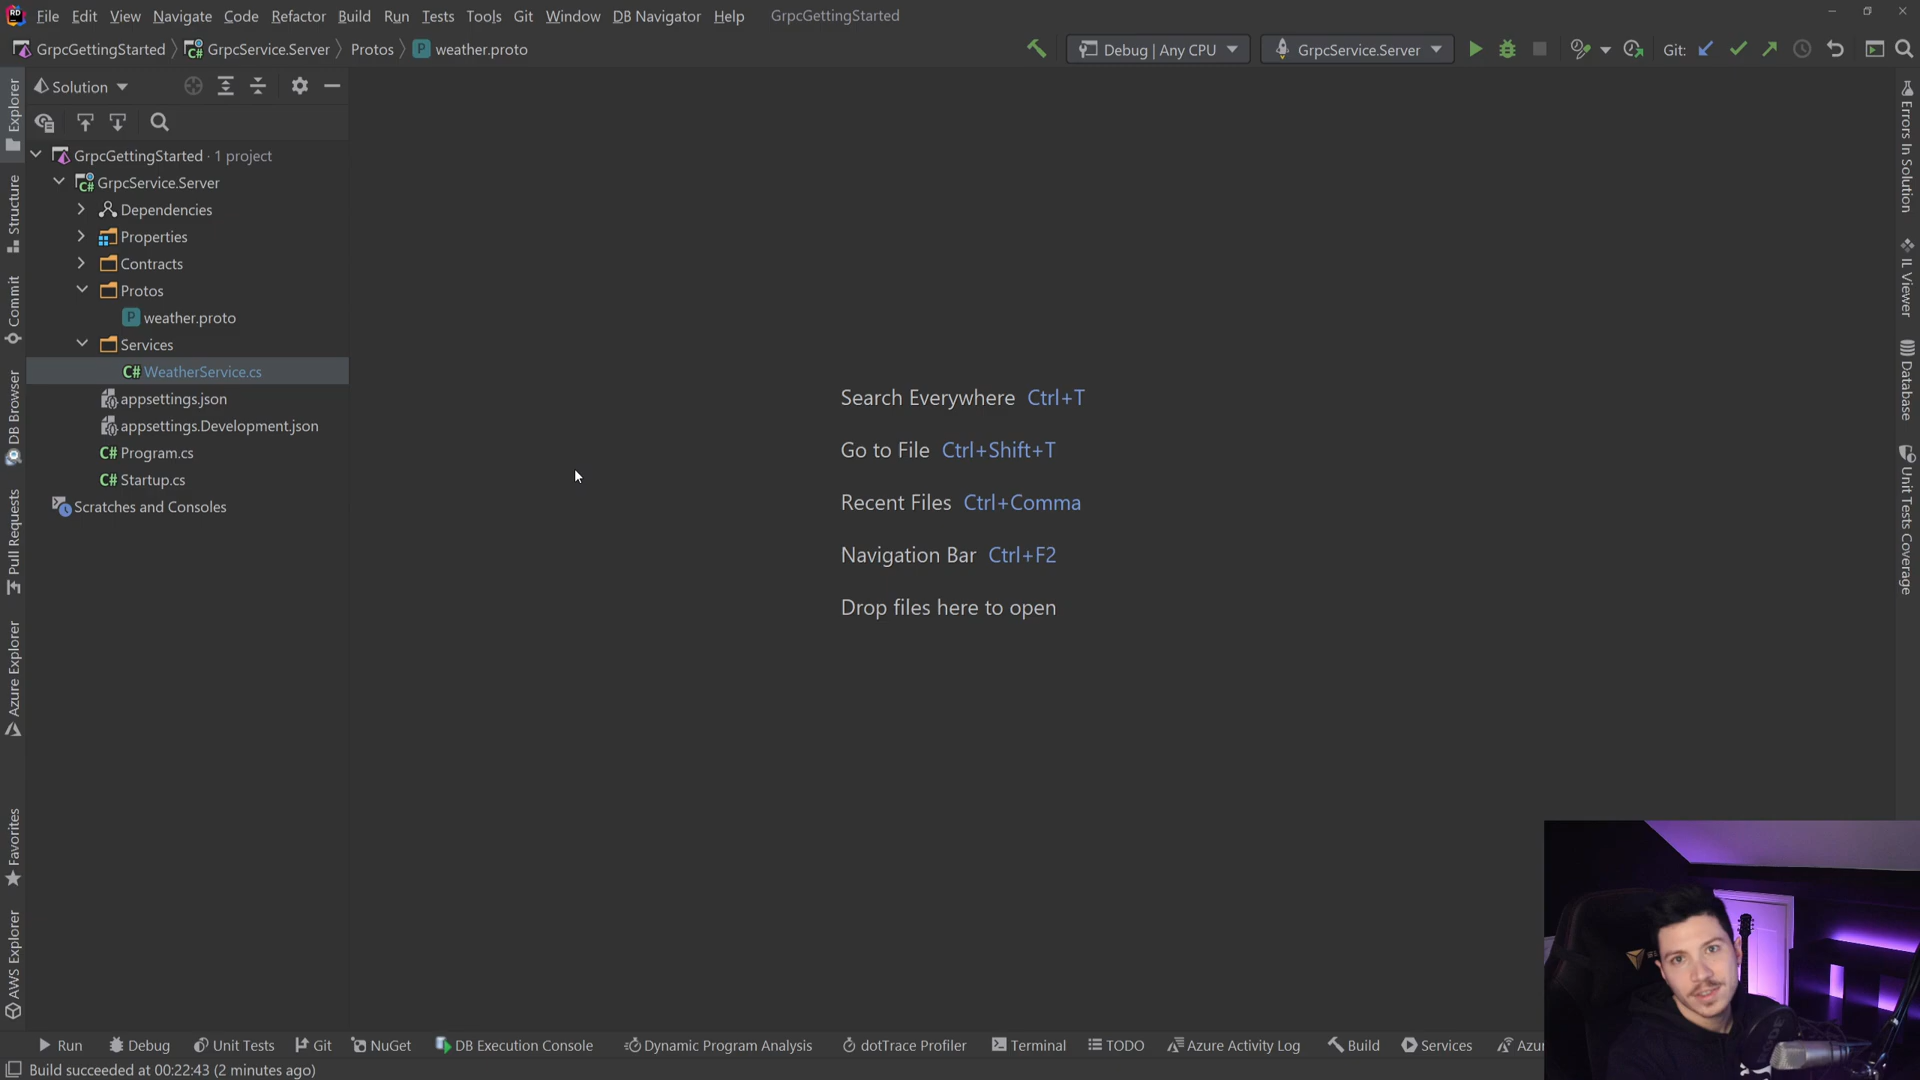 File Edit View Navigate Code Refactor Build Run Tests Tools Git Window DB Navigator Help GrpcGettingStarted
GrpcGettingStarted GrpcService.Server Protos weather.proto Debug | Any CPU GrpcService.Server Git:
Solution
GrpcGettingStarted · 1 project
GrpcService.Server
Dependencies
Properties
Contracts
Protos
weather.proto
Services
C# WeatherService.cs
appsettings.json
appsettings.Development.json
C# Program.cs
C# Startup.cs
Scratches and Consoles
Explorer
Structure
Commit
DB Browser
Pull Requests
Azure Explorer
Favorites
AWS Explorer
Search Everywhere Ctrl+T
Go to File Ctrl+Shift+T
Recent Files Ctrl+Comma
Navigation Bar Ctrl+F2
Drop files here to open
Errors In Solution
IL Viewer
Database
Unit Tests Coverage
Run Debug Unit Tests Git NuGet DB Execution Console Dynamic Program Analysis dotTrace Profiler Terminal TODO Azure Activity Log Build Services Azu
Build succeeded at 00:22:43 (2 minutes ago)